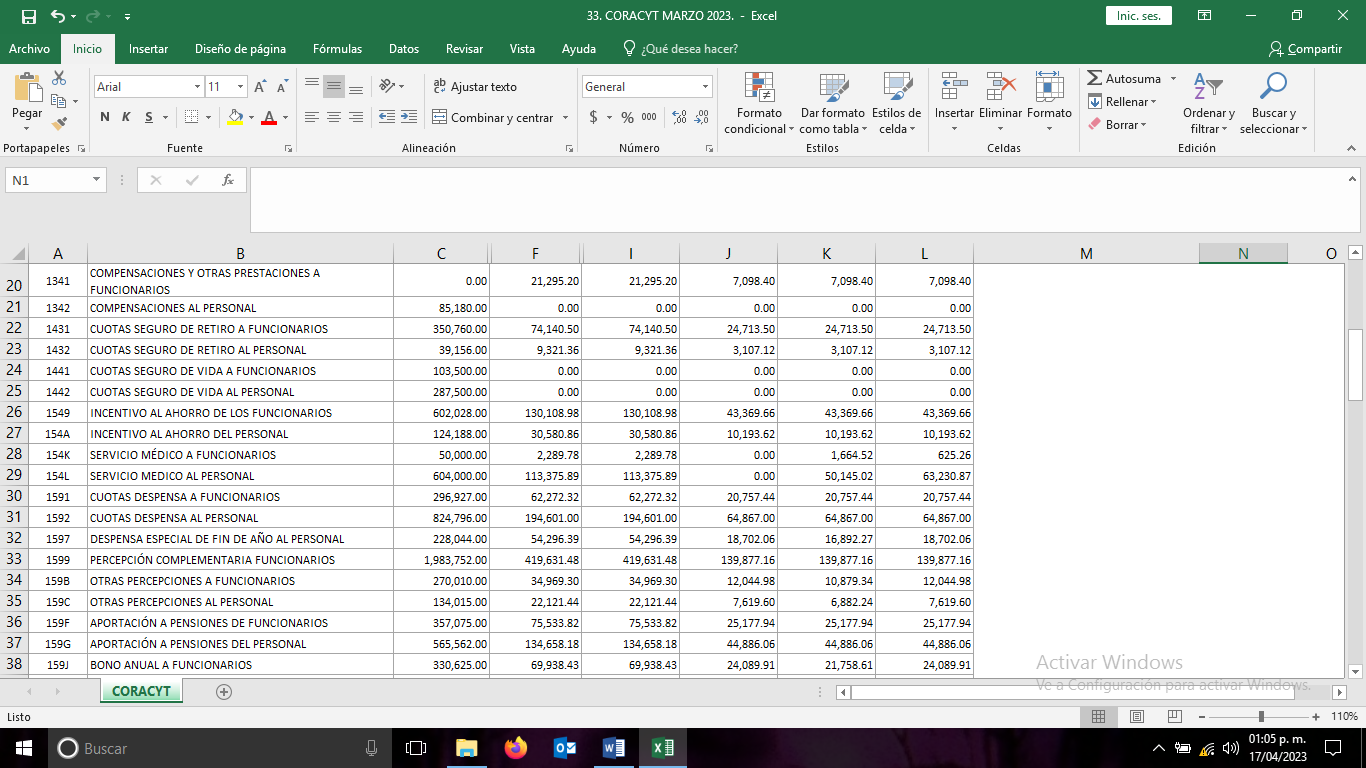 33. CORACYT MARZO 2023. - Excel
Inic. ses.
Archivo Inicio Insertar Diseño de página Fórmulas Datos Revisar Vista Ayuda ¿Qué desea hacer? Compartir
Pegar
Arial 11
N K S
Ajustar texto
Combinar y centrar
General
$ % 000
Formato condicional
Dar formato como tabla
Estilos de celda
Insertar Eliminar Formato
Autosuma
Rellenar
Borrar
Ordenar y filtrar
Buscar y seleccionar
Portapapeles Fuente Alineación Número Estilos Celdas Edición
N1 fx
A B C F I J K L M N O
20 1341 COMPENSACIONES Y OTRAS PRESTACIONES A FUNCIONARIOS 0.00 21,295.20 21,295.20 7,098.40 7,098.40 7,098.40
21 1342 COMPENSACIONES AL PERSONAL 85,180.00 0.00 0.00 0.00 0.00 0.00
22 1431 CUOTAS SEGURO DE RETIRO A FUNCIONARIOS 350,760.00 74,140.50 74,140.50 24,713.50 24,713.50 24,713.50
23 1432 CUOTAS SEGURO DE RETIRO AL PERSONAL 39,156.00 9,321.36 9,321.36 3,107.12 3,107.12 3,107.12
24 1441 CUOTAS SEGURO DE VIDA A FUNCIONARIOS 103,500.00 0.00 0.00 0.00 0.00 0.00
25 1442 CUOTAS SEGURO DE VIDA AL PERSONAL 287,500.00 0.00 0.00 0.00 0.00 0.00
26 1549 INCENTIVO AL AHORRO DE LOS FUNCIONARIOS 602,028.00 130,108.98 130,108.98 43,369.66 43,369.66 43,369.66
27 154A INCENTIVO AL AHORRO DEL PERSONAL 124,188.00 30,580.86 30,580.86 10,193.62 10,193.62 10,193.62
28 154K SERVICIO MÉDICO A FUNCIONARIOS 50,000.00 2,289.78 2,289.78 0.00 1,664.52 625.26
29 154L SERVICIO MEDICO AL PERSONAL 604,000.00 113,375.89 113,375.89 0.00 50,145.02 63,230.87
30 1591 CUOTAS DESPENSA A FUNCIONARIOS 296,927.00 62,272.32 62,272.32 20,757.44 20,757.44 20,757.44
31 1592 CUOTAS DESPENSA AL PERSONAL 824,796.00 194,601.00 194,601.00 64,867.00 64,867.00 64,867.00
32 1597 DESPENSA ESPECIAL DE FIN DE AÑO AL PERSONAL 228,044.00 54,296.39 54,296.39 18,702.06 16,892.27 18,702.06
33 1599 PERCEPCIÓN COMPLEMENTARIA FUNCIONARIOS 1,983,752.00 419,631.48 419,631.48 139,877.16 139,877.16 139,877.16
34 159B OTRAS PERCEPCIONES A FUNCIONARIOS 270,010.00 34,969.30 34,969.30 12,044.98 10,879.34 12,044.98
35 159C OTRAS PERCEPCIONES AL PERSONAL 134,015.00 22,121.44 22,121.44 7,619.60 6,882.24 7,619.60
36 159F APORTACIÓN A PENSIONES DE FUNCIONARIOS 357,075.00 75,533.82 75,533.82 25,177.94 25,177.94 25,177.94
37 159G APORTACIÓN A PENSIONES DEL PERSONAL 565,562.00 134,658.18 134,658.18 44,886.06 44,886.06 44,886.06
38 159J BONO ANUAL A FUNCIONARIOS 330,625.00 69,938.43 69,938.43 24,089.91 21,758.61 24,089.91
Activar Windows
Ve a Configuración para activar Windows.
CORACYT
Listo 110%
Buscar
01:05 p. m.
17/04/2023